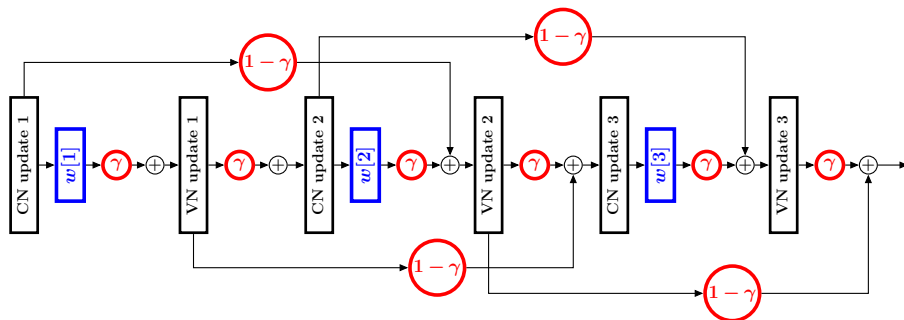 1 − γ
1 − γ
CN update 1
w[1]
γ
+
VN update 1
γ
+
CN update 2
w[2]
γ
+
VN update 2
γ
+
CN update 3
w[3]
γ
+
VN update 3
γ
+
1 − γ
1 − γ